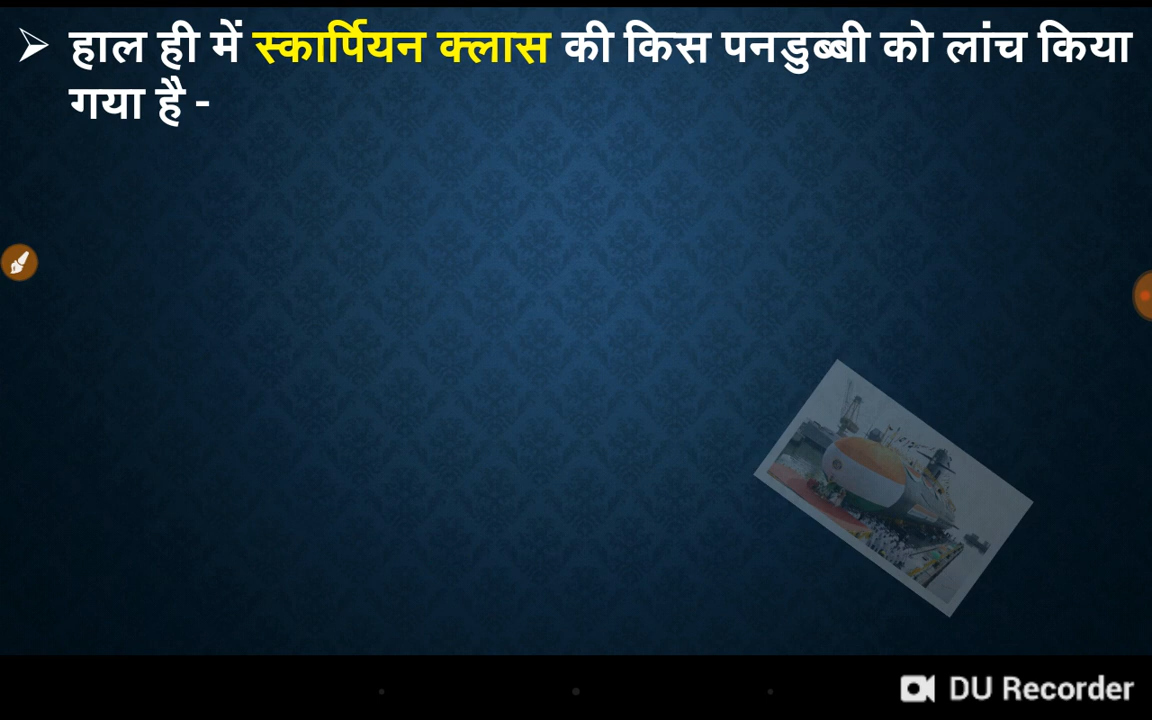 ➢ हाल ही में स्कार्पियन क्लास की किस पनडुब्बी को लांच किया
गया है -
DU Recorder